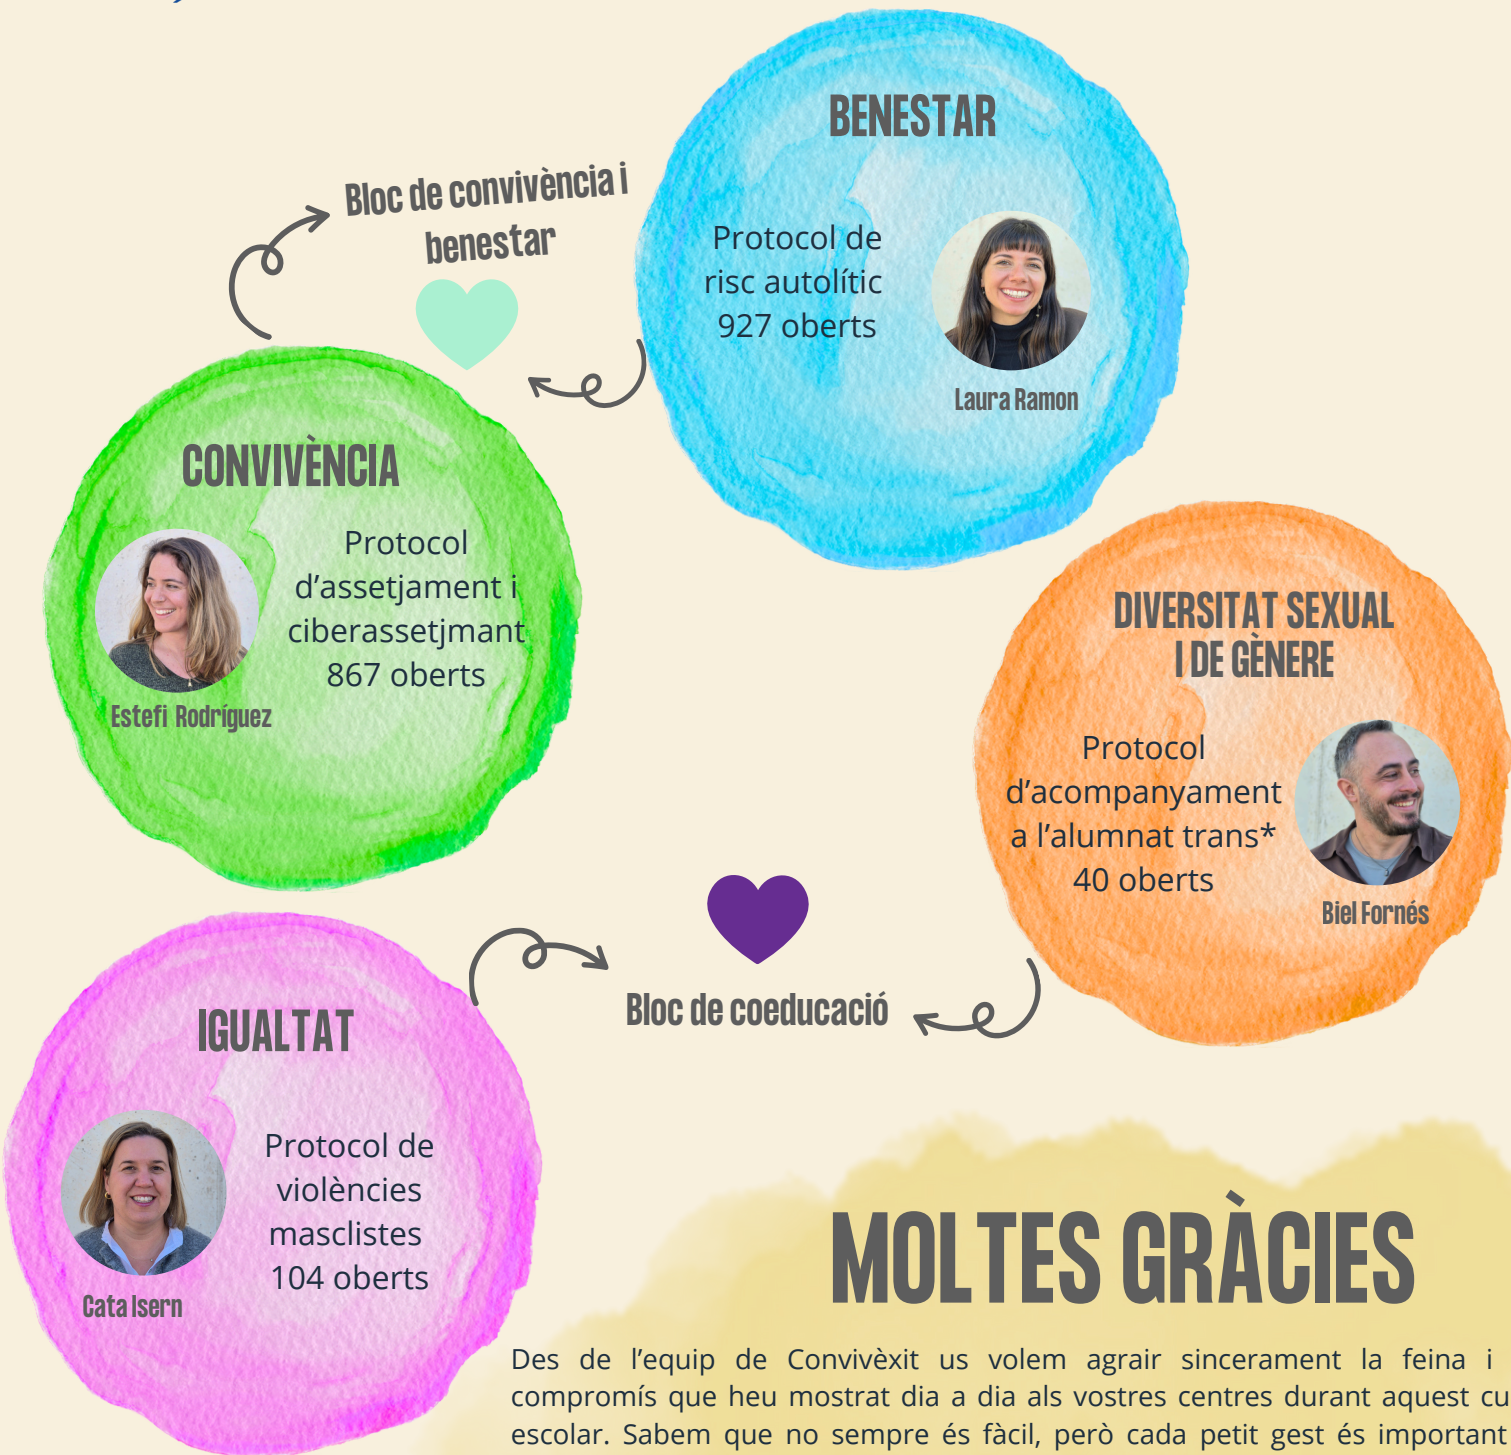 BENESTAR
Protocol de
risc autolític
927 oberts
Laura Ramon
Bloc de convivència i
benestar
CONVIVÈNCIA
Protocol
d’assetjament i
ciberassetjmant
867 oberts
Estefi Rodríguez
DIVERSITAT SEXUAL
I DE GÈNERE
Protocol
d’acompanyament
a l’alumnat trans*
40 oberts
Biel Fornés
Bloc de coeducació
IGUALTAT
Protocol de
violències
masclistes
104 oberts
Cata Isern
MOLTES GRÀCIES
Des de l’equip de Convivèxit us volem agrair sincerament la feina i
compromís que heu mostrat dia a dia als vostres centres durant aquest cu
escolar. Sabem que no sempre és fàcil, però cada petit gest és important